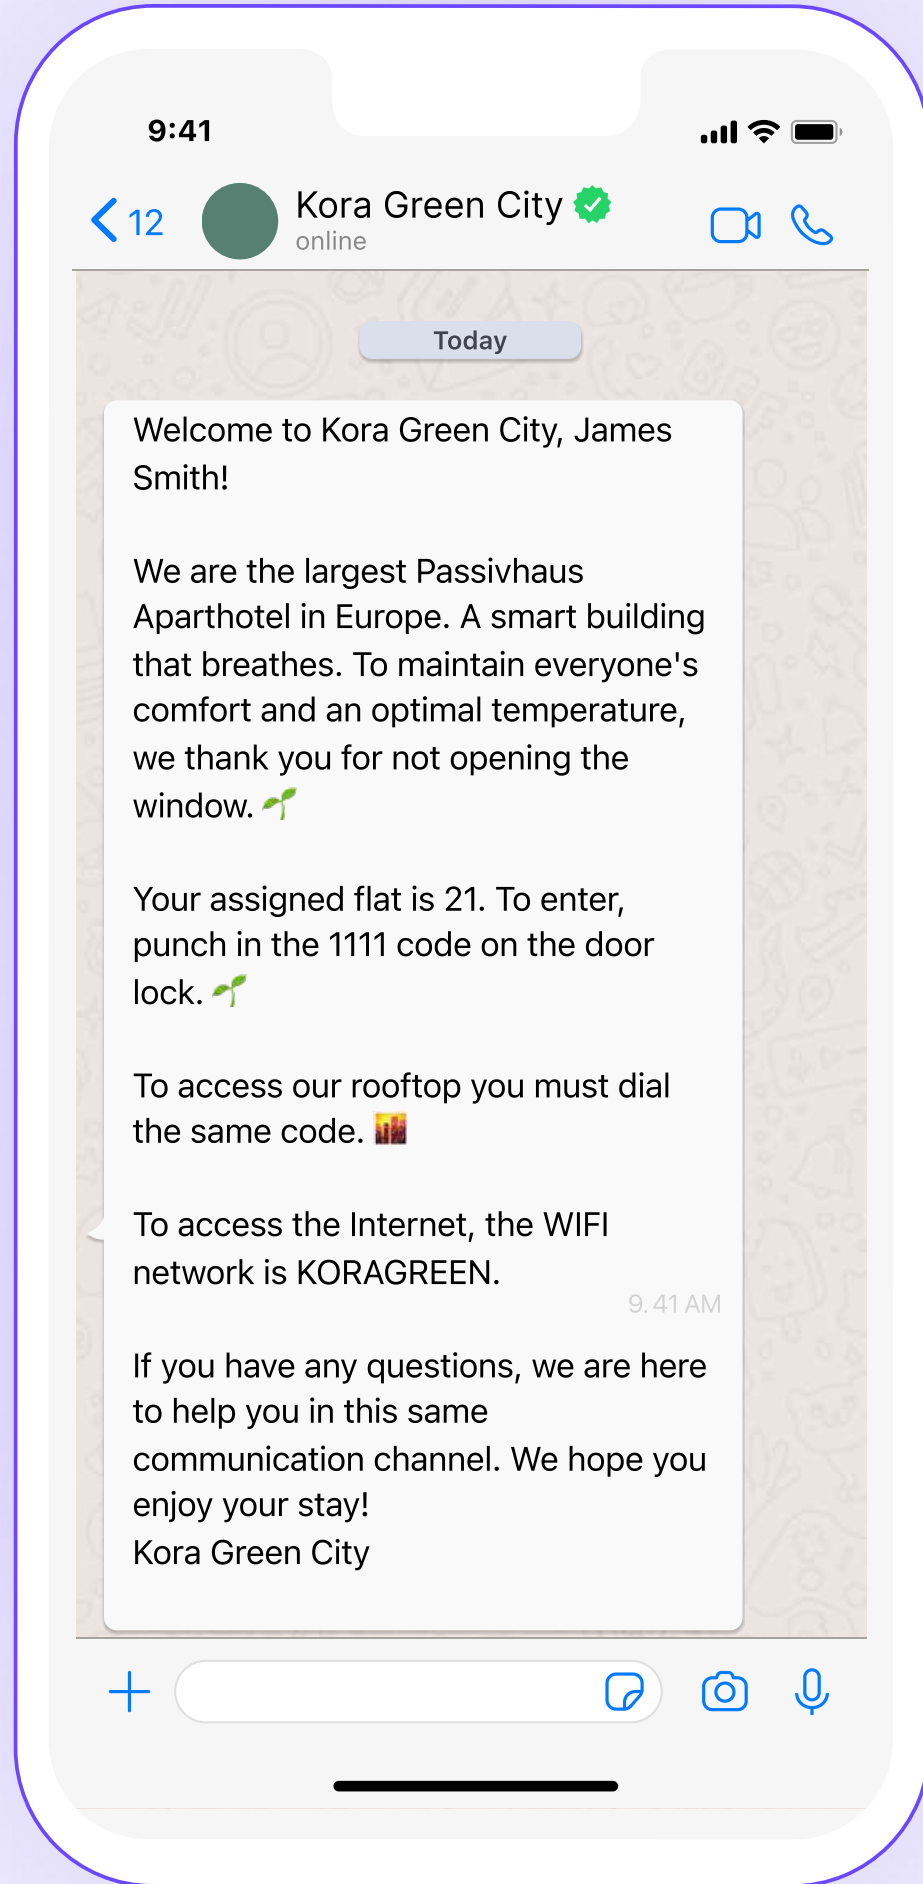 9:41
12
Kora Green City
online
Today
Welcome to Kora Green City, James
Smith!
We are the largest Passivhaus
Aparthotel in Europe. A smart building
that breathes. To maintain everyone's
comfort and an optimal temperature,
we thank you for not opening the
window. 🌱
Your assigned flat is 21. To enter,
punch in the 1111 code on the door
lock. 🌱
To access our rooftop you must dial
the same code. 🌇
To access the Internet, the WIFI
network is KORAGREEN.
9.41 AM
If you have any questions, we are here
to help you in this same
communication channel. We hope you
enjoy your stay!
Kora Green City